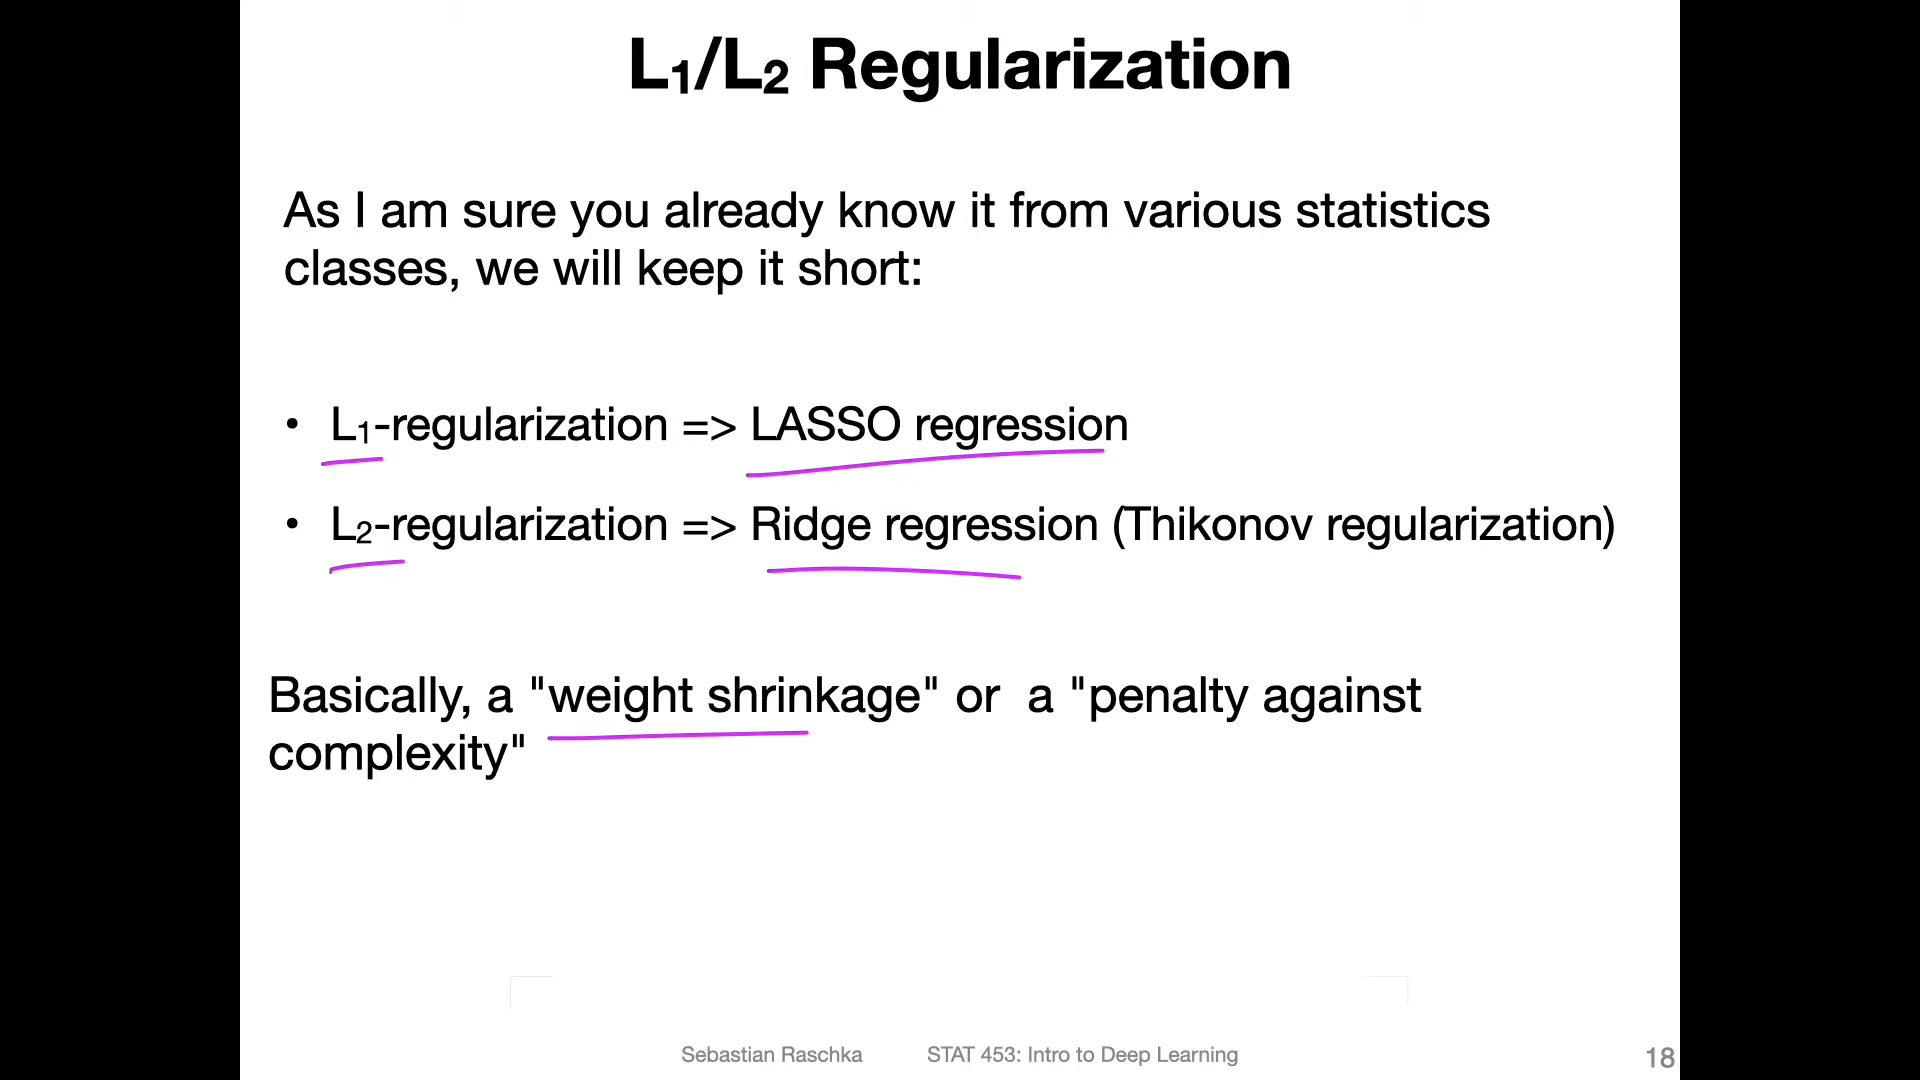 L₁/L₂ Regularization
As I am sure you already know it from various statistics
classes, we will keep it short:
• L₁-regularization => LASSO regression
• L₂-regularization => Ridge regression (Thikonov regularization)
Basically, a "weight shrinkage" or  a "penalty against
complexity"
Sebastian Raschka STAT 453: Intro to Deep Learning 18